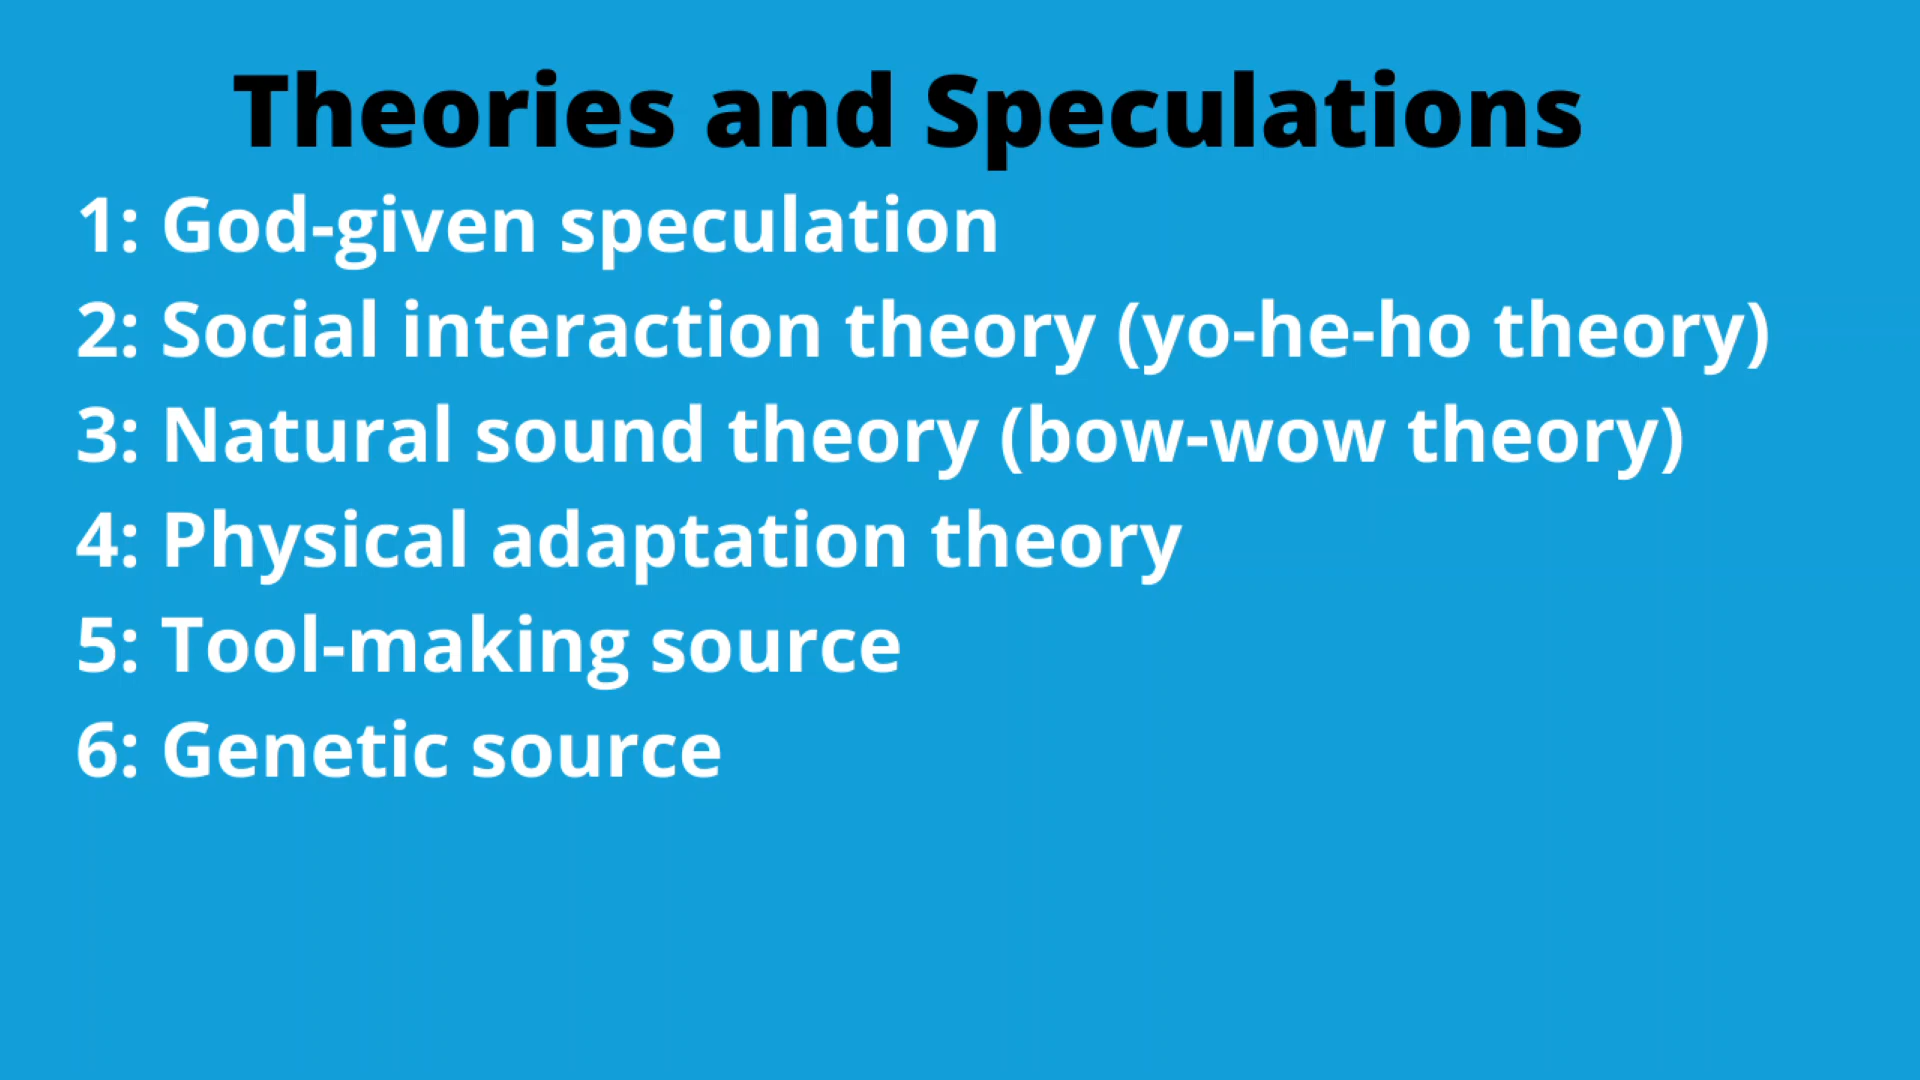 Theories and Speculations
1: God-given speculation
2: Social interaction theory (yo-he-ho theory)
3: Natural sound theory (bow-wow theory)
4: Physical adaptation theory
5: Tool-making source
6: Genetic source